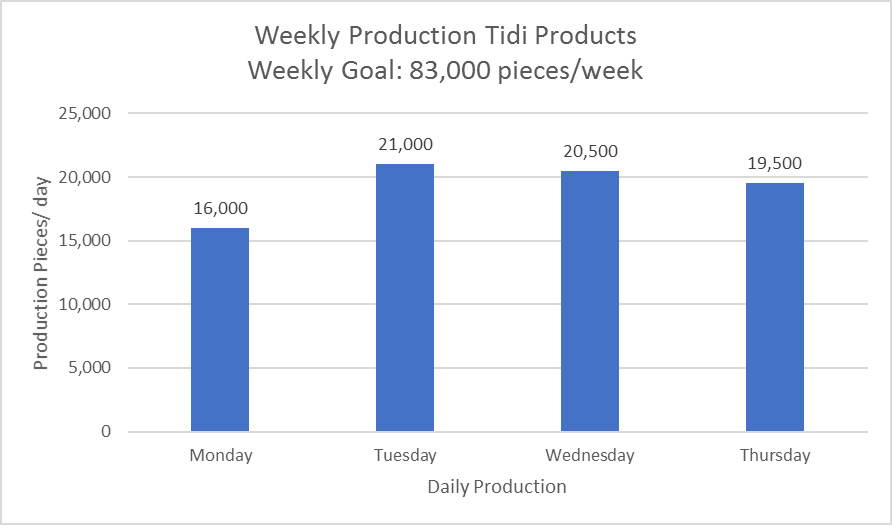 Weekly Production Tidi Products
Weekly Goal: 83,000 pieces/week
25,000
20,000
15,000
10,000
5,000
0
Production Pieces/ day
16,000
21,000
20,500
19,500
Monday
Tuesday
Wednesday
Thursday
Daily Production